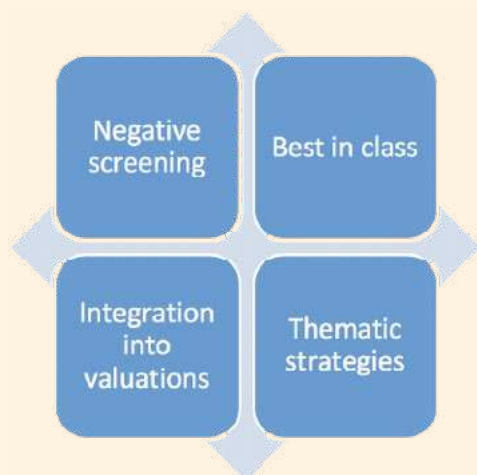 Negative
screening
Best in class
Integration
into
valuations
Thematic
strategies